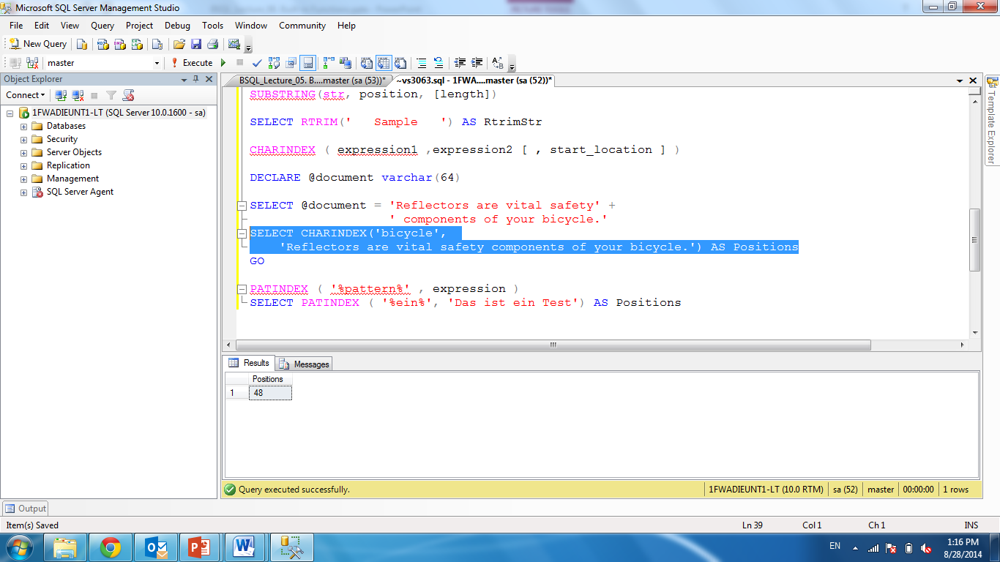 Microsoft SQL Server Management Studio
File Edit View Query Project Debug Tools Window Community Help
New Query
master Execute
Object Explorer
BSQL_Lecture_05. B....master (sa (53))* ~vs3063.sql - 1FWA....master (sa (52))*
Connect
1FWADIEUNT1-LT (SQL Server 10.0.1600 - sa)
Databases
Security
Server Objects
Replication
Management
SQL Server Agent
SUBSTRING(str, position, [length])
SELECT RTRIM('   Sample   ') AS RtrimStr
CHARINDEX ( expression1 ,expression2 [ , start_location ] )
DECLARE @document varchar(64)
SELECT @document = 'Reflectors are vital safety' +
' components of your bicycle.'
SELECT CHARINDEX('bicycle',
'Reflectors are vital safety components of your bicycle.') AS Positions
GO
PATINDEX ( '%pattern%' , expression )
SELECT PATINDEX ( '%ein%', 'Das ist ein Test') AS Positions
Template Explorer
Results Messages
Positions
1 48
Query executed successfully. 1FWADIEUNT1-LT (10.0 RTM) sa (52) master 00:00:00 1 rows
Output
Item(s) Saved Ln 39 Col 1 Ch 1 INS
EN 1:16 PM
8/28/2014